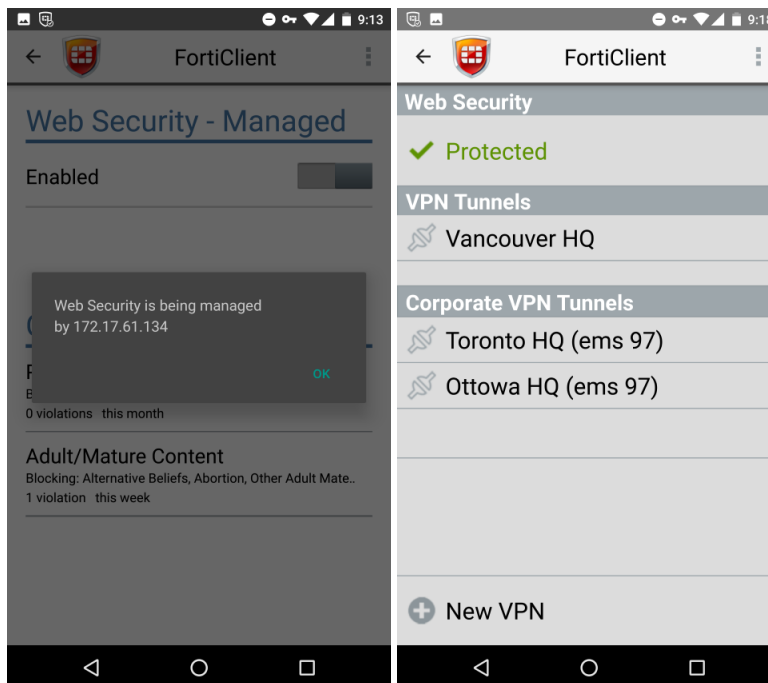 9:13
FortiClient
Web Security - Managed
Enabled
Web Security is being managed
by 172.17.61.134
OK
0 violations this month
Adult/Mature Content
Blocking: Alternative Beliefs, Abortion, Other Adult Mate..
1 violation this week
9:18
FortiClient
Web Security
Protected
VPN Tunnels
Vancouver HQ
Corporate VPN Tunnels
Toronto HQ (ems 97)
Ottowa HQ (ems 97)
New VPN